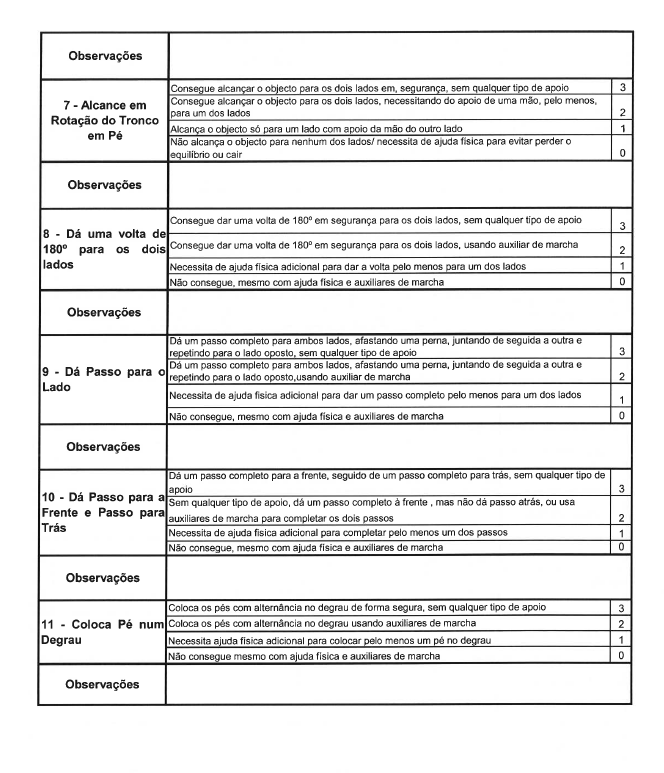 Observações
7 - Alcance em
Rotação do Tronco
em Pé
Consegue alcançar o objecto para os dois lados em, segurança, sem qualquer tipo de apoio 3
Consegue alcançar o objecto para os dois lados, necessitando do apoio de uma mão, pelo menos,
para um dos lados 2
Alcança o objecto só para um lado com apoio da mão do outro lado 1
Não alcança o objecto para nenhum dos lados/ necessita de ajuda física para evitar perder o
equilíbrio ou cair 0
Observações
8 - Dá uma volta de
180º para os dois
lados
Consegue dar uma volta de 180º em segurança para os dois lados, sem qualquer tipo de apoio 3
Consegue dar uma volta de 180º em segurança para os dois lados, usando auxiliar de marcha 2
Necessita de ajuda física adicional para dar a volta pelo menos para um dos lados 1
Não consegue, mesmo com ajuda física e auxiliares de marcha 0
Observações
9 - Dá Passo para o
Lado
Dá um passo completo para ambos lados, afastando uma perna, juntando de seguida a outra e
repetindo para o lado oposto, sem qualquer tipo de apoio 3
Dá um passo completo para ambos lados, afastando uma perna, juntando de seguida a outra e
repetindo para o lado oposto,usando auxiliar de marcha 2
Necessita de ajuda física adicional para dar um passo completo pelo menos para um dos lados 1
Não consegue, mesmo com ajuda física e auxiliares de marcha 0
Observações
10 - Dá Passo para a
Frente e Passo para
Trás
Dá um passo completo para a frente, seguido de um passo completo para trás, sem qualquer tipo de
apoio 3
Sem qualquer tipo de apoio, dá um passo completo à frente , mas não dá passo atrás, ou usa
auxiliares de marcha para completar os dois passos 2
Necessita de ajuda física adicional para completar pelo menos um dos passos 1
Não consegue, mesmo com ajuda física e auxiliares de marcha 0
Observações
11 - Coloca Pé num
Degrau
Coloca os pés com alternância no degrau de forma segura, sem qualquer tipo de apoio 3
Coloca os pés com alternância no degrau usando auxiliares de marcha 2
Necessita ajuda física adicional para colocar pelo menos um pé no degrau 1
Não consegue mesmo com ajuda física e auxiliares de marcha 0
Observações